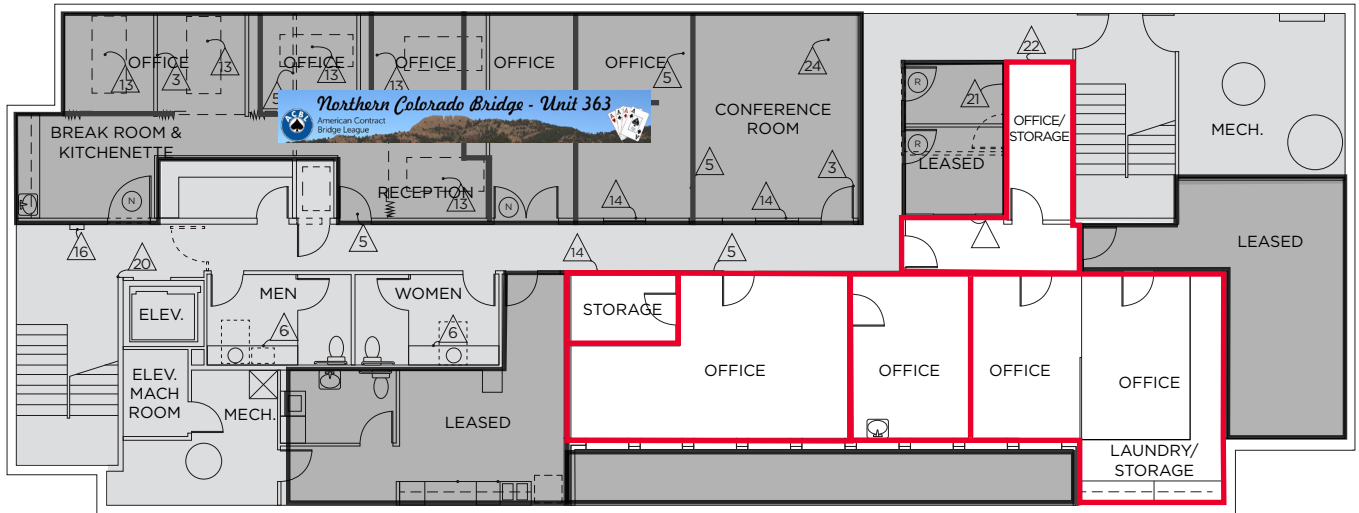 22
OFFICE
OFFICE
OFFICE
OFFICE
OFFICE
13
3
13
5
13
13
5
24
R
21
Northern Colorado Bridge - Unit 363
ACBL
American Contract
Bridge League
A
A
A
A
CONFERENCE
ROOM
OFFICE/
STORAGE
MECH.
BREAK ROOM &
KITCHENETTE
R
LEASED
5
3
RECEPTION
N
13
N
14
14
16
20
5
14
5
LEASED
MEN
WOMEN
ELEV.
6
6
STORAGE
ELEV.
MACH
ROOM
MECH.
LEASED
OFFICE
OFFICE
OFFICE
OFFICE
LAUNDRY/
STORAGE